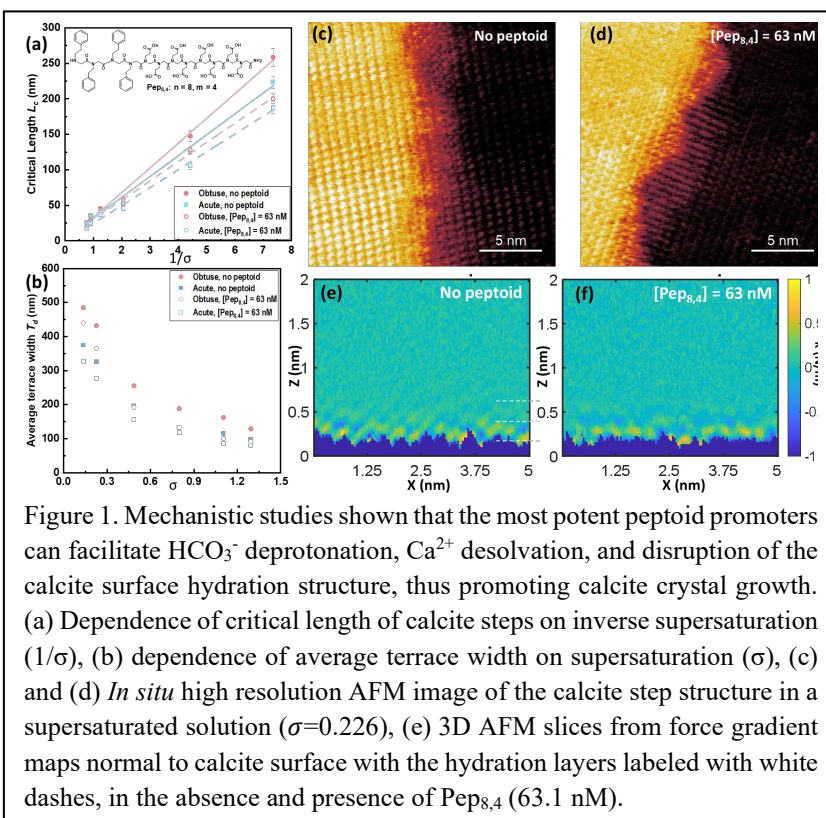 (a)
Pep8,4: n = 8, m = 4
Critical Length Lc (nm)
300
250
200
150
100
50
0
0 1 2 3 4 5 6 7 8
1/σ
Obtuse, no peptoid
Acute, no peptoid
Obtuse, [Pep8,4] = 63 nM
Acute, [Pep8,4] = 63 nM
(b)
Average terrace width Td (nm)
600
500
400
300
200
100
0
0.0 0.3 0.6 0.9 1.2 1.5
σ
Obtuse, no peptoid
Acute, no peptoid
Obtuse, [Pep8,4] = 63 nM
Acute, [Pep8,4] = 63 nM
(c) No peptoid
5 nm
(d) [Pep8,4] = 63 nM
5 nm
(e) No peptoid
Z (nm)
2
1.5
1
0.5
0
1.25 2.5 3.75 5
X (nm)
(f) [Pep8,4] = 63 nM
1.25 2.5 3.75 5
X (nm)
1
0.5
0
-0.5
-1
Figure 1. Mechanistic studies shown that the most potent peptoid promoters
can facilitate HCO3- deprotonation, Ca2+ desolvation, and disruption of the
calcite surface hydration structure, thus promoting calcite crystal growth.
(a) Dependence of critical length of calcite steps on inverse supersaturation
(1/σ), (b) dependence of average terrace width on supersaturation (σ), (c)
and (d) In situ high resolution AFM image of the calcite step structure in a
supersaturated solution (σ=0.226), (e) 3D AFM slices from force gradient
maps normal to calcite surface with the hydration layers labeled with white
dashes, in the absence and presence of Pep8,4 (63.1 nM).